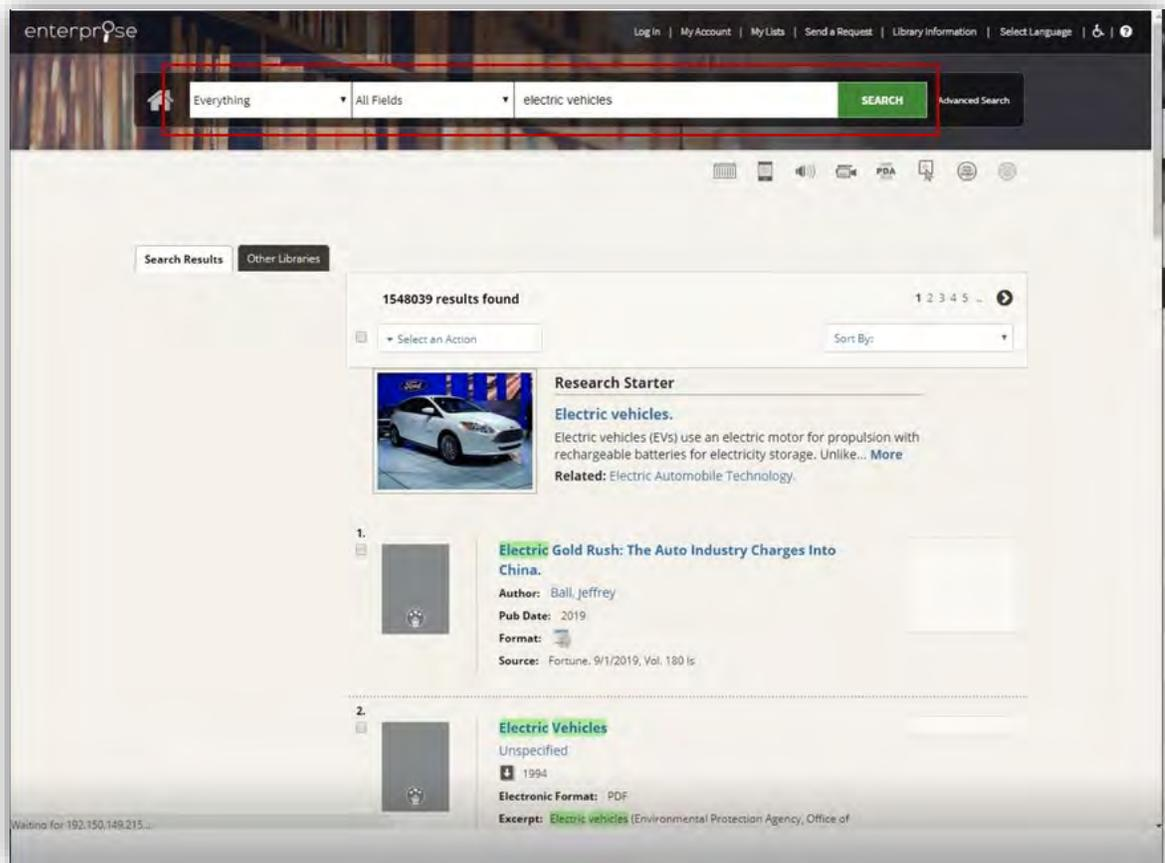 enterprise
Log In | My Account | My Lists | Send a Request | Library Information | Select Language |
Everything
All Fields
electric vehicles
SEARCH
Advanced Search
PDA
Search Results
Other Libraries
1548039 results found
1 2 3 4 5 ..
Select an Action
Sort By:
Ford
Research Starter
Electric vehicles.
Electric vehicles (EVs) use an electric motor for propulsion with
rechargeable batteries for electricity storage. Unlike... More
Related: Electric Automobile Technology.
1.
Electric Gold Rush: The Auto Industry Charges Into
China.
Author: Ball, Jeffrey
Pub Date: 2019
Format:
Source: Fortune. 9/1/2019, Vol. 180 Is
2.
Electric Vehicles
Unspecified
1994
Electronic Format: PDF
Excerpt: Electric vehicles (Environmental Protection Agency, Office of
Waiting for 192.150.149.215...